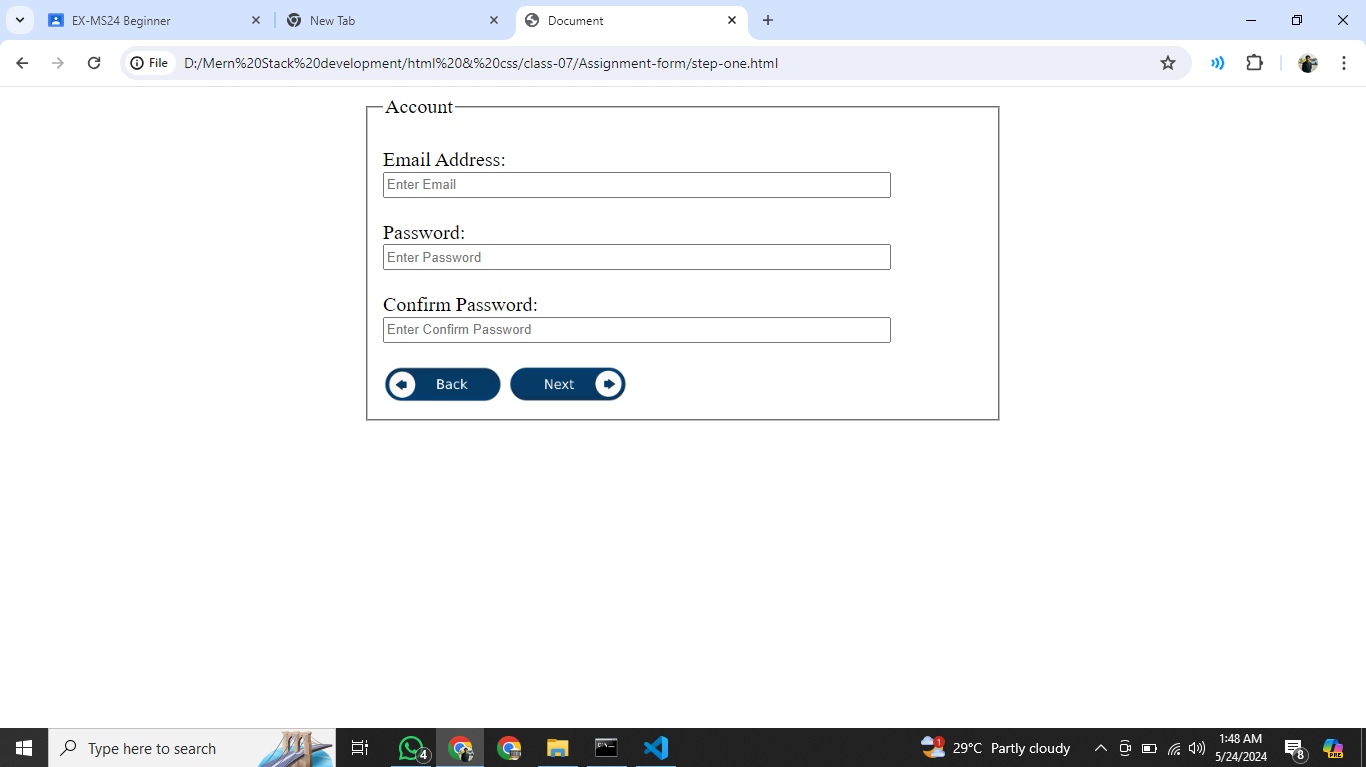 EX-MS24 Beginner
New Tab
Document
File
D:/Mern%20Stack%20development/html%20&%20css/class-07/Assignment-form/step-one.html
Account
Email Address:
Enter Email
Password:
Enter Password
Confirm Password:
Enter Confirm Password
Back
Next
Type here to search
4
1
29°C Partly cloudy
1:48 AM
5/24/2024
8
PRE